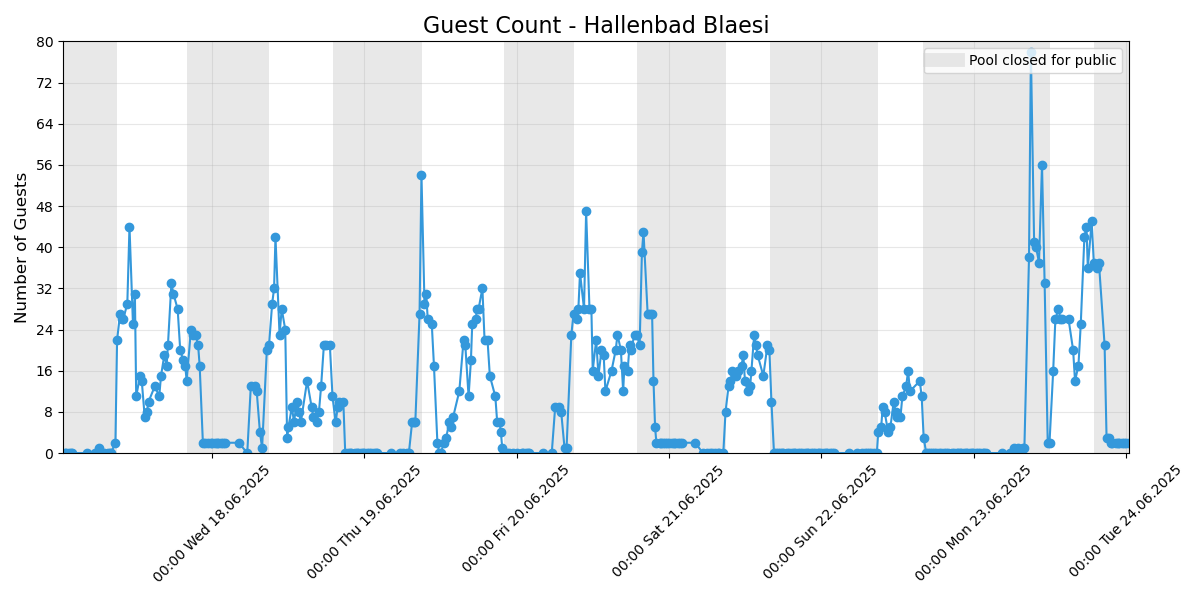 Guest Count - Hallenbad Blaesi
Pool closed for public
Number of Guests
80
72
64
56
48
40
32
24
16
8
0
00:00 Wed 18.06.2025
00:00 Thu 19.06.2025
00:00 Fri 20.06.2025
00:00 Sat 21.06.2025
00:00 Sun 22.06.2025
00:00 Mon 23.06.2025
00:00 Tue 24.06.2025